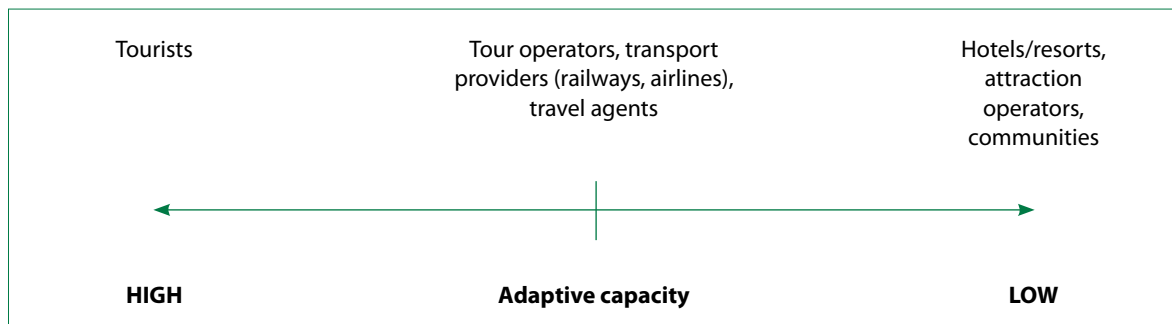 Tourists
Tour operators, transport
providers (railways, airlines),
travel agents
Hotels/resorts,
attraction
operators,
communities
HIGH
Adaptive capacity
LOW